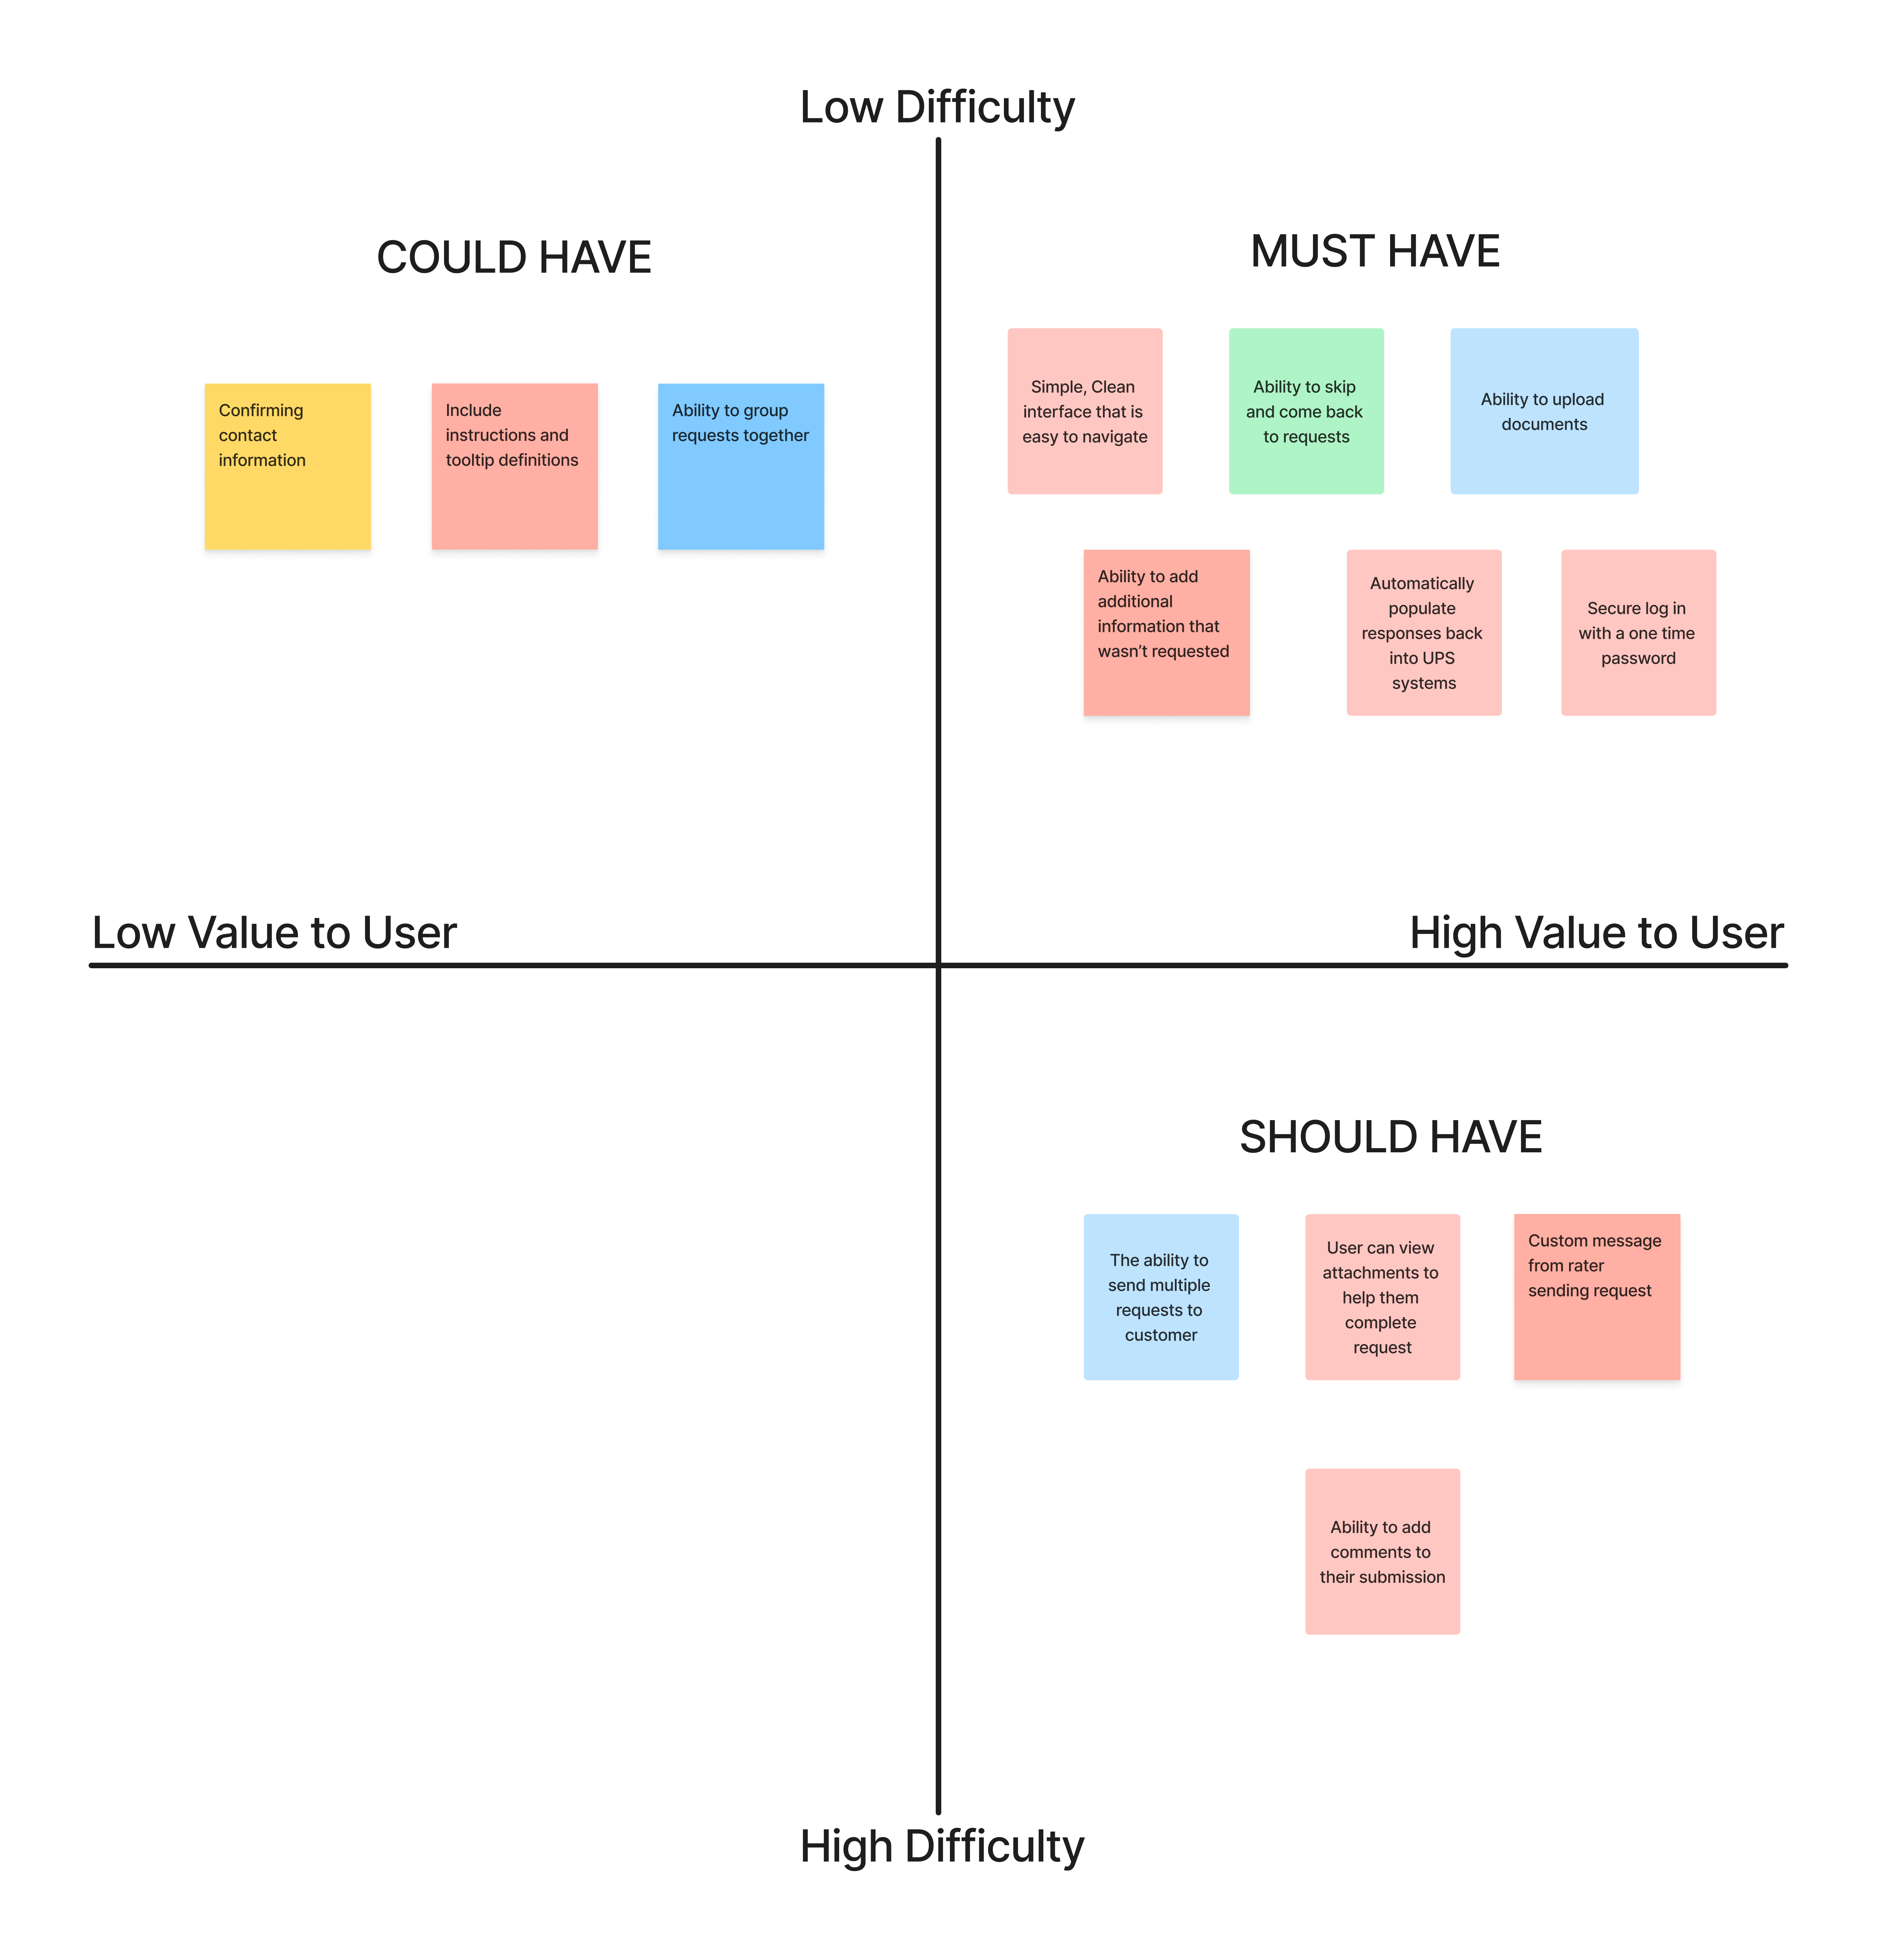 Low Difficulty
COULD HAVE
MUST HAVE
Confirming
contact
information
Include
instructions and
tooltip definitions
Ability to group
requests together
Simple, Clean
interface that is
easy to navigate
Ability to skip
and come back
to requests
Ability to upload
documents
Ability to add
additional
information that
wasn’t requested
Automatically
populate
responses back
into UPS
systems
Secure log in
with a one time
password
Low Value to User
High Value to User
SHOULD HAVE
The ability to
send multiple
requests to
customer
User can view
attachments to
help them
complete
request
Custom message
from rater
sending request
Ability to add
comments to
their submission
High Difficulty